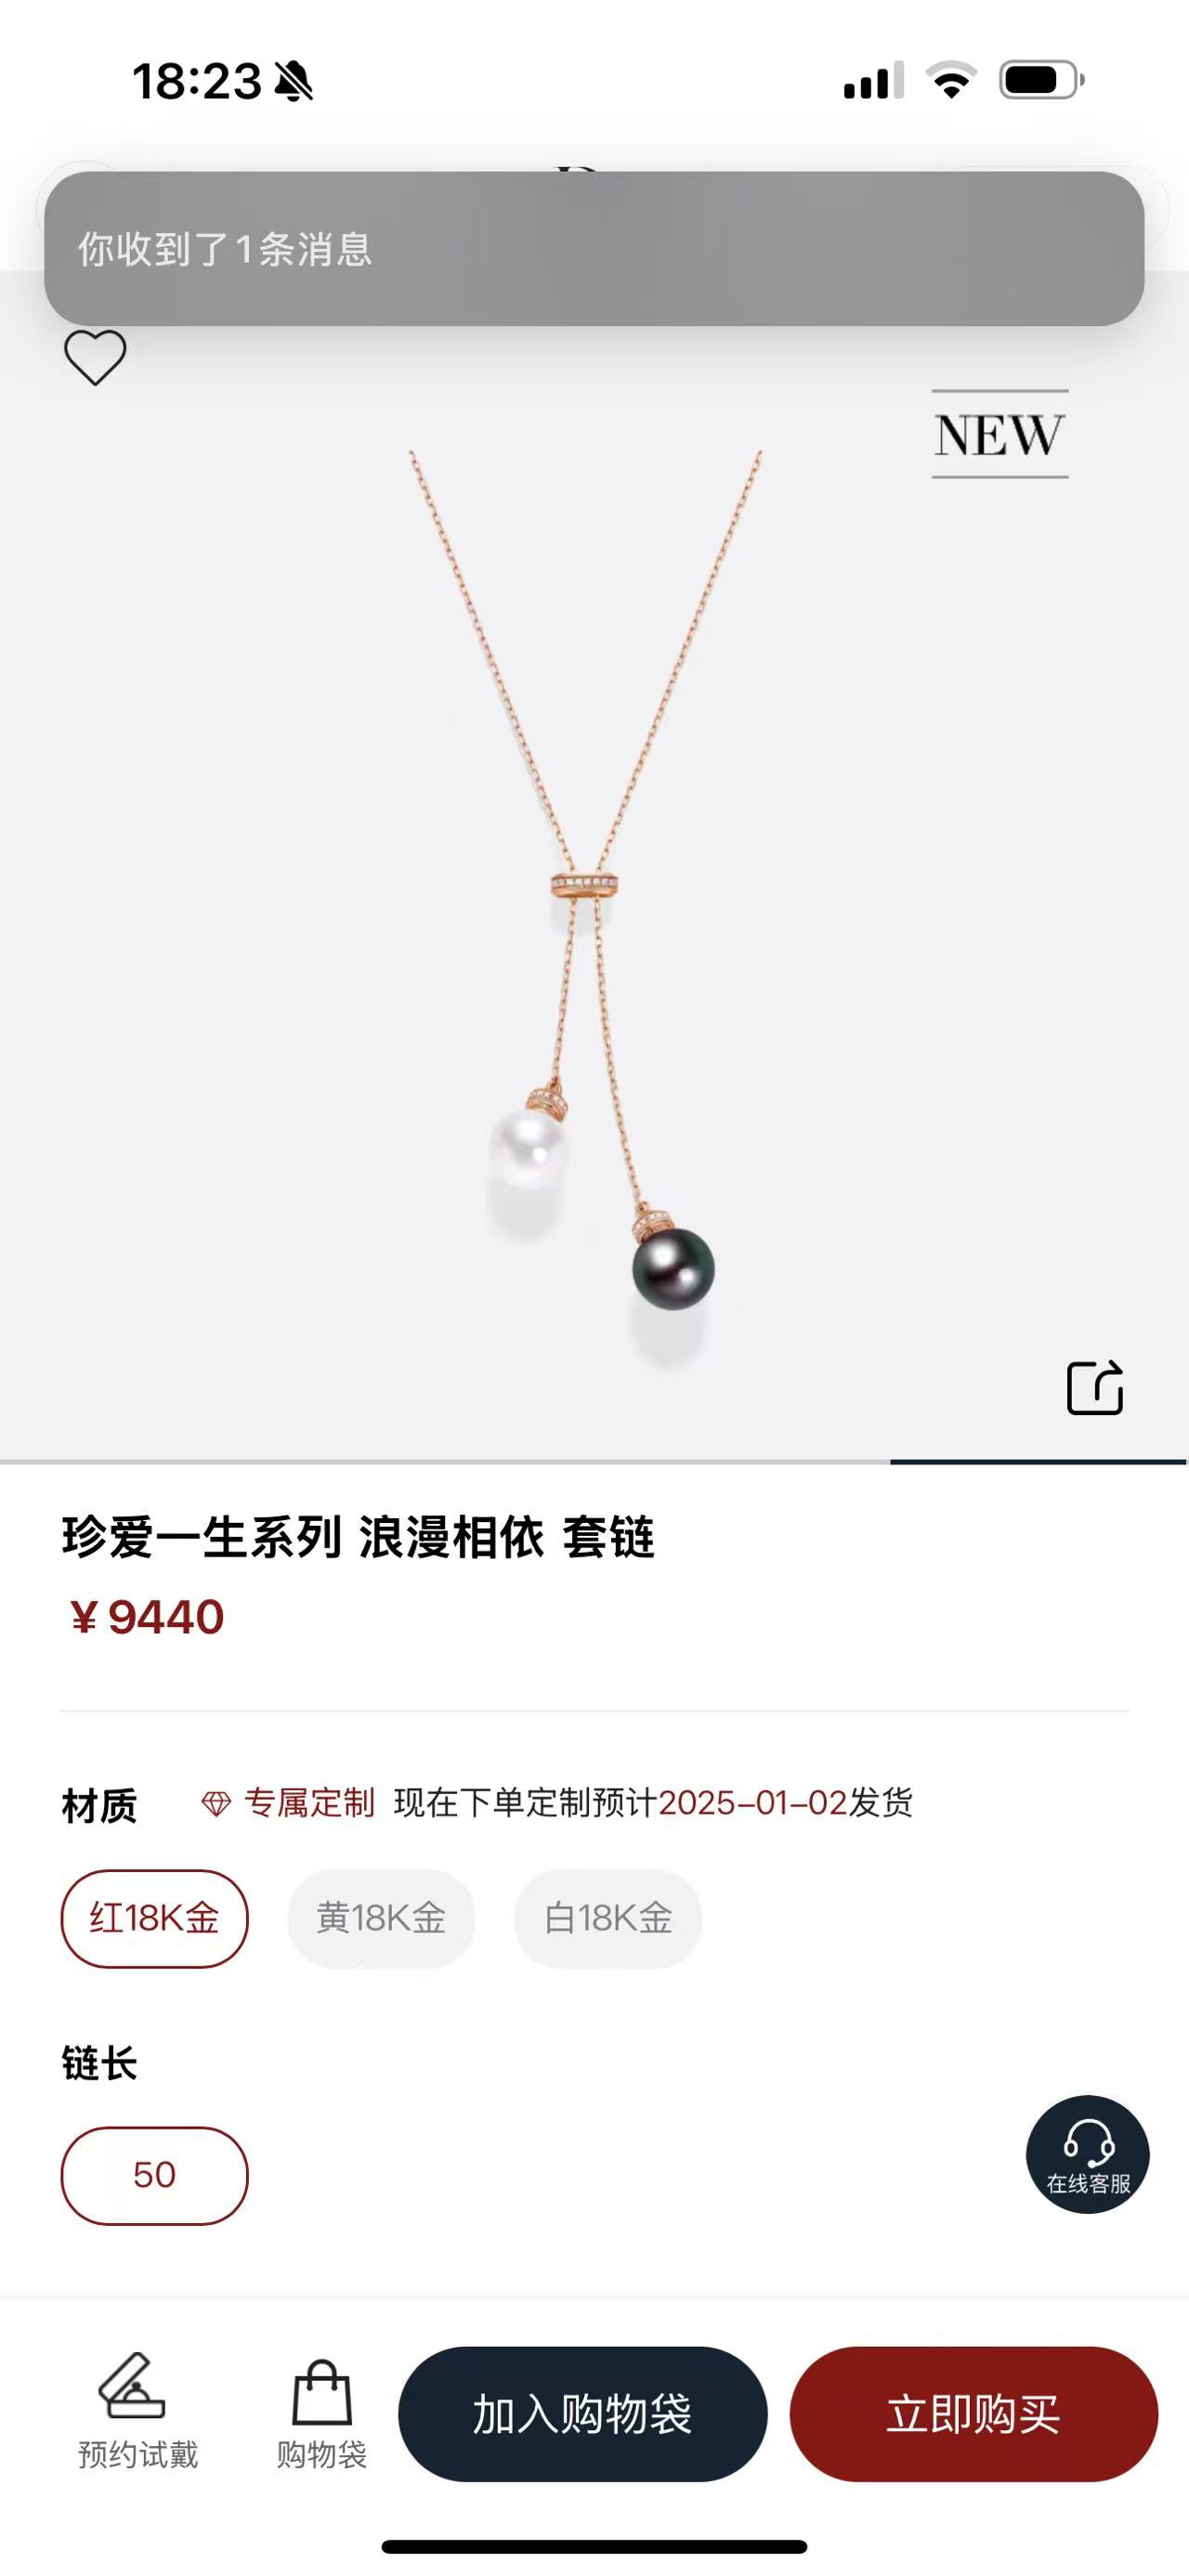 18:23
你收到了1条消息
NEW
珍爱一生系列 浪漫相依 套链
¥ 9440
材质 专属定制 现在下单定制预计2025-01-02发货
红18K金 黄18K金 白18K金
链长
50
在线客服
预约试戴 购物袋 加入购物袋 立即购买